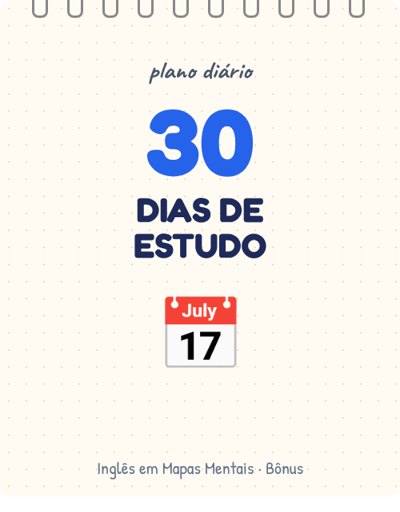 plano diário
30
DIAS DE
ESTUDO
July
17
Inglês em Mapas Mentais · Bônus